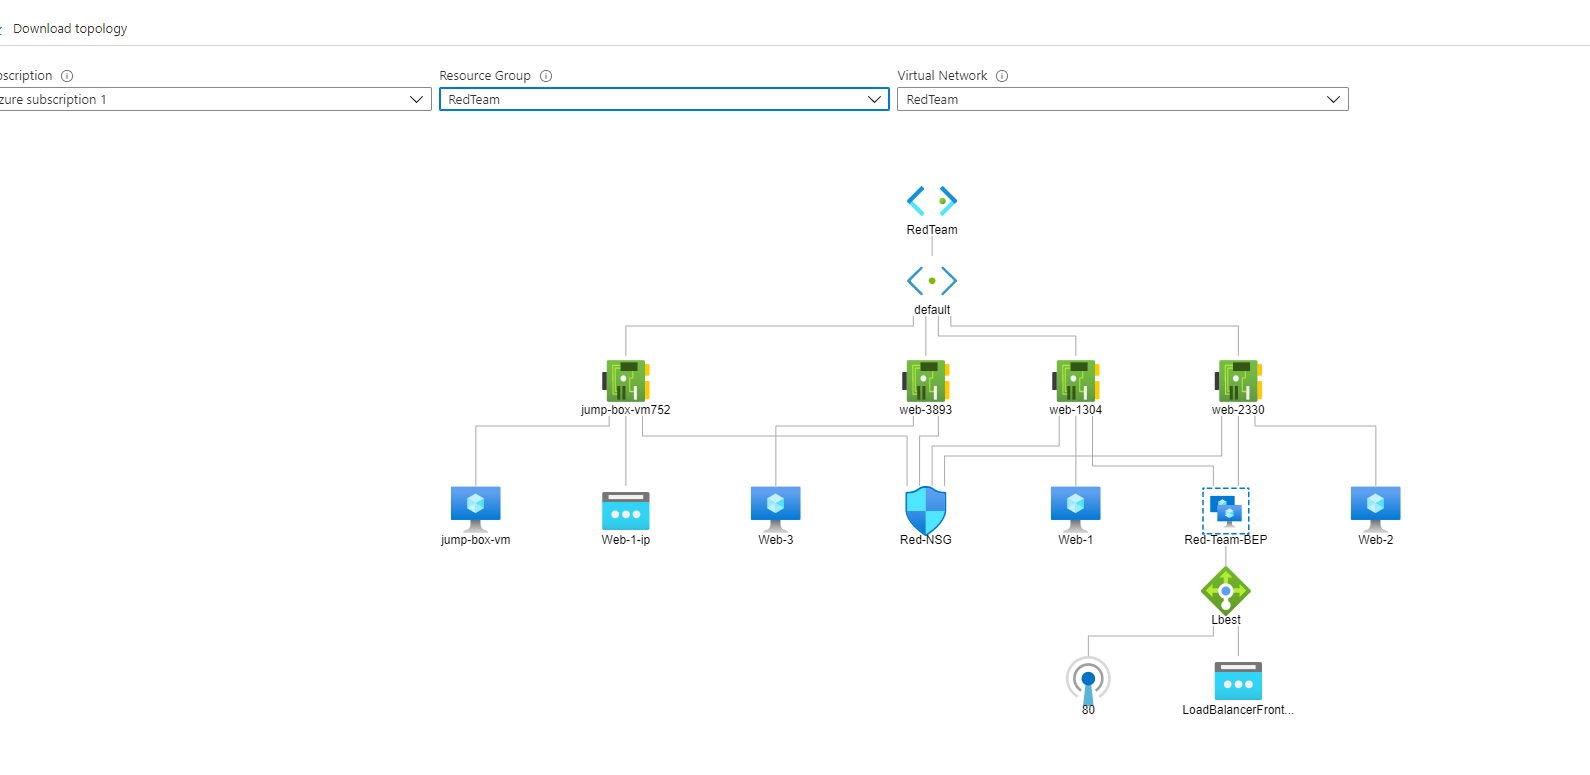 Download topology
scription
Resource Group
Virtual Network
zure subscription 1
RedTeam
RedTeam
RedTeam
default
jump-box-vm752
web-3893
web-1304
web-2330
jump-box-vm
Web-1-ip
Web-3
Red-NSG
Web-1
Red-Team-BEP
Web-2
Lbest
80
LoadBalancerFront...